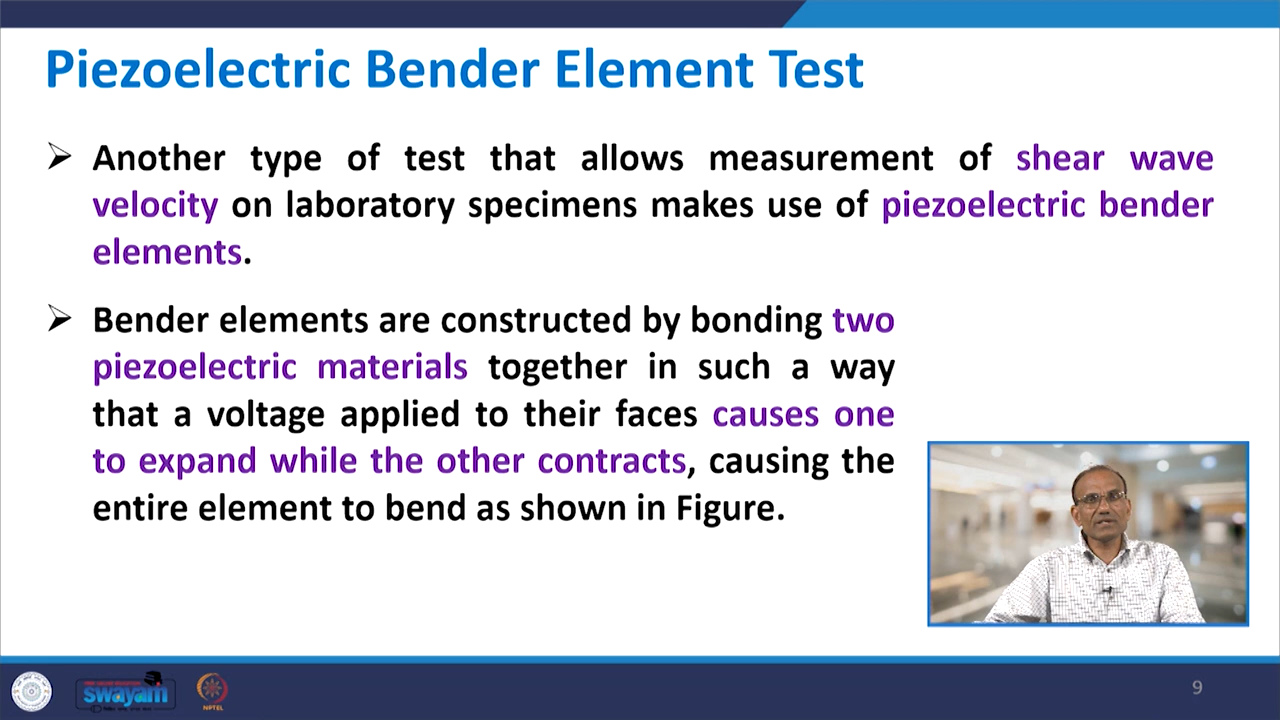 Piezoelectric Bender Element Test
Another type of test that allows measurement of shear wave
velocity on laboratory specimens makes use of piezoelectric bender
elements.
Bender elements are constructed by bonding two
piezoelectric materials together in such a way
that a voltage applied to their faces causes one
to expand while the other contracts, causing the
entire element to bend as shown in Figure.
swayam
NPTEL
9